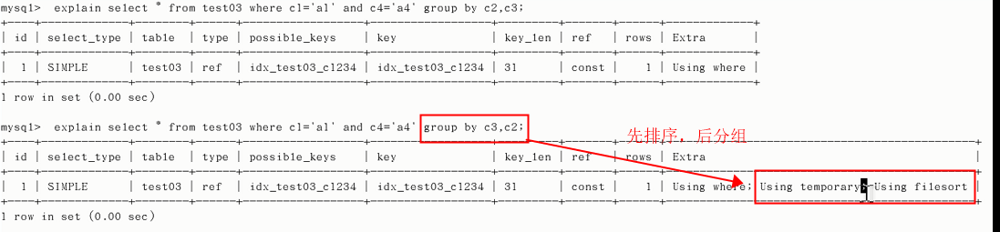 mysql>  explain select * from test03 where c1='a1' and c4='a4' group by c2,c3;
+----+-------------+--------+------+-----------------+-----------------+---------+-------+------+-------------+
| id | select_type | table  | type | possible_keys   | key             | key_len | ref   | rows | Extra       |
+----+-------------+--------+------+-----------------+-----------------+---------+-------+------+-------------+
|  1 | SIMPLE      | test03 | ref  | idx_test03_c1234 | idx_test03_c1234 | 31      | const |    1 | Using where |
+----+-------------+--------+------+-----------------+-----------------+---------+-------+------+-------------+
1 row in set (0.00 sec)
mysql>  explain select * from test03 where c1='a1' and c4='a4' group by c3,c2;
先排序，后分组
+----+-------------+--------+------+-----------------+-----------------+---------+-------+------+----------------------------------------------+
| id | select_type | table  | type | possible_keys   | key             | key_len | ref   | rows | Extra                                        |
+----+-------------+--------+------+-----------------+-----------------+---------+-------+------+----------------------------------------------+
|  1 | SIMPLE      | test03 | ref  | idx_test03_c1234 | idx_test03_c1234 | 31      | const |    1 | Using where; Using temporary; Using filesort |
+----+-------------+--------+------+-----------------+-----------------+---------+-------+------+----------------------------------------------+
1 row in set (0.00 sec)